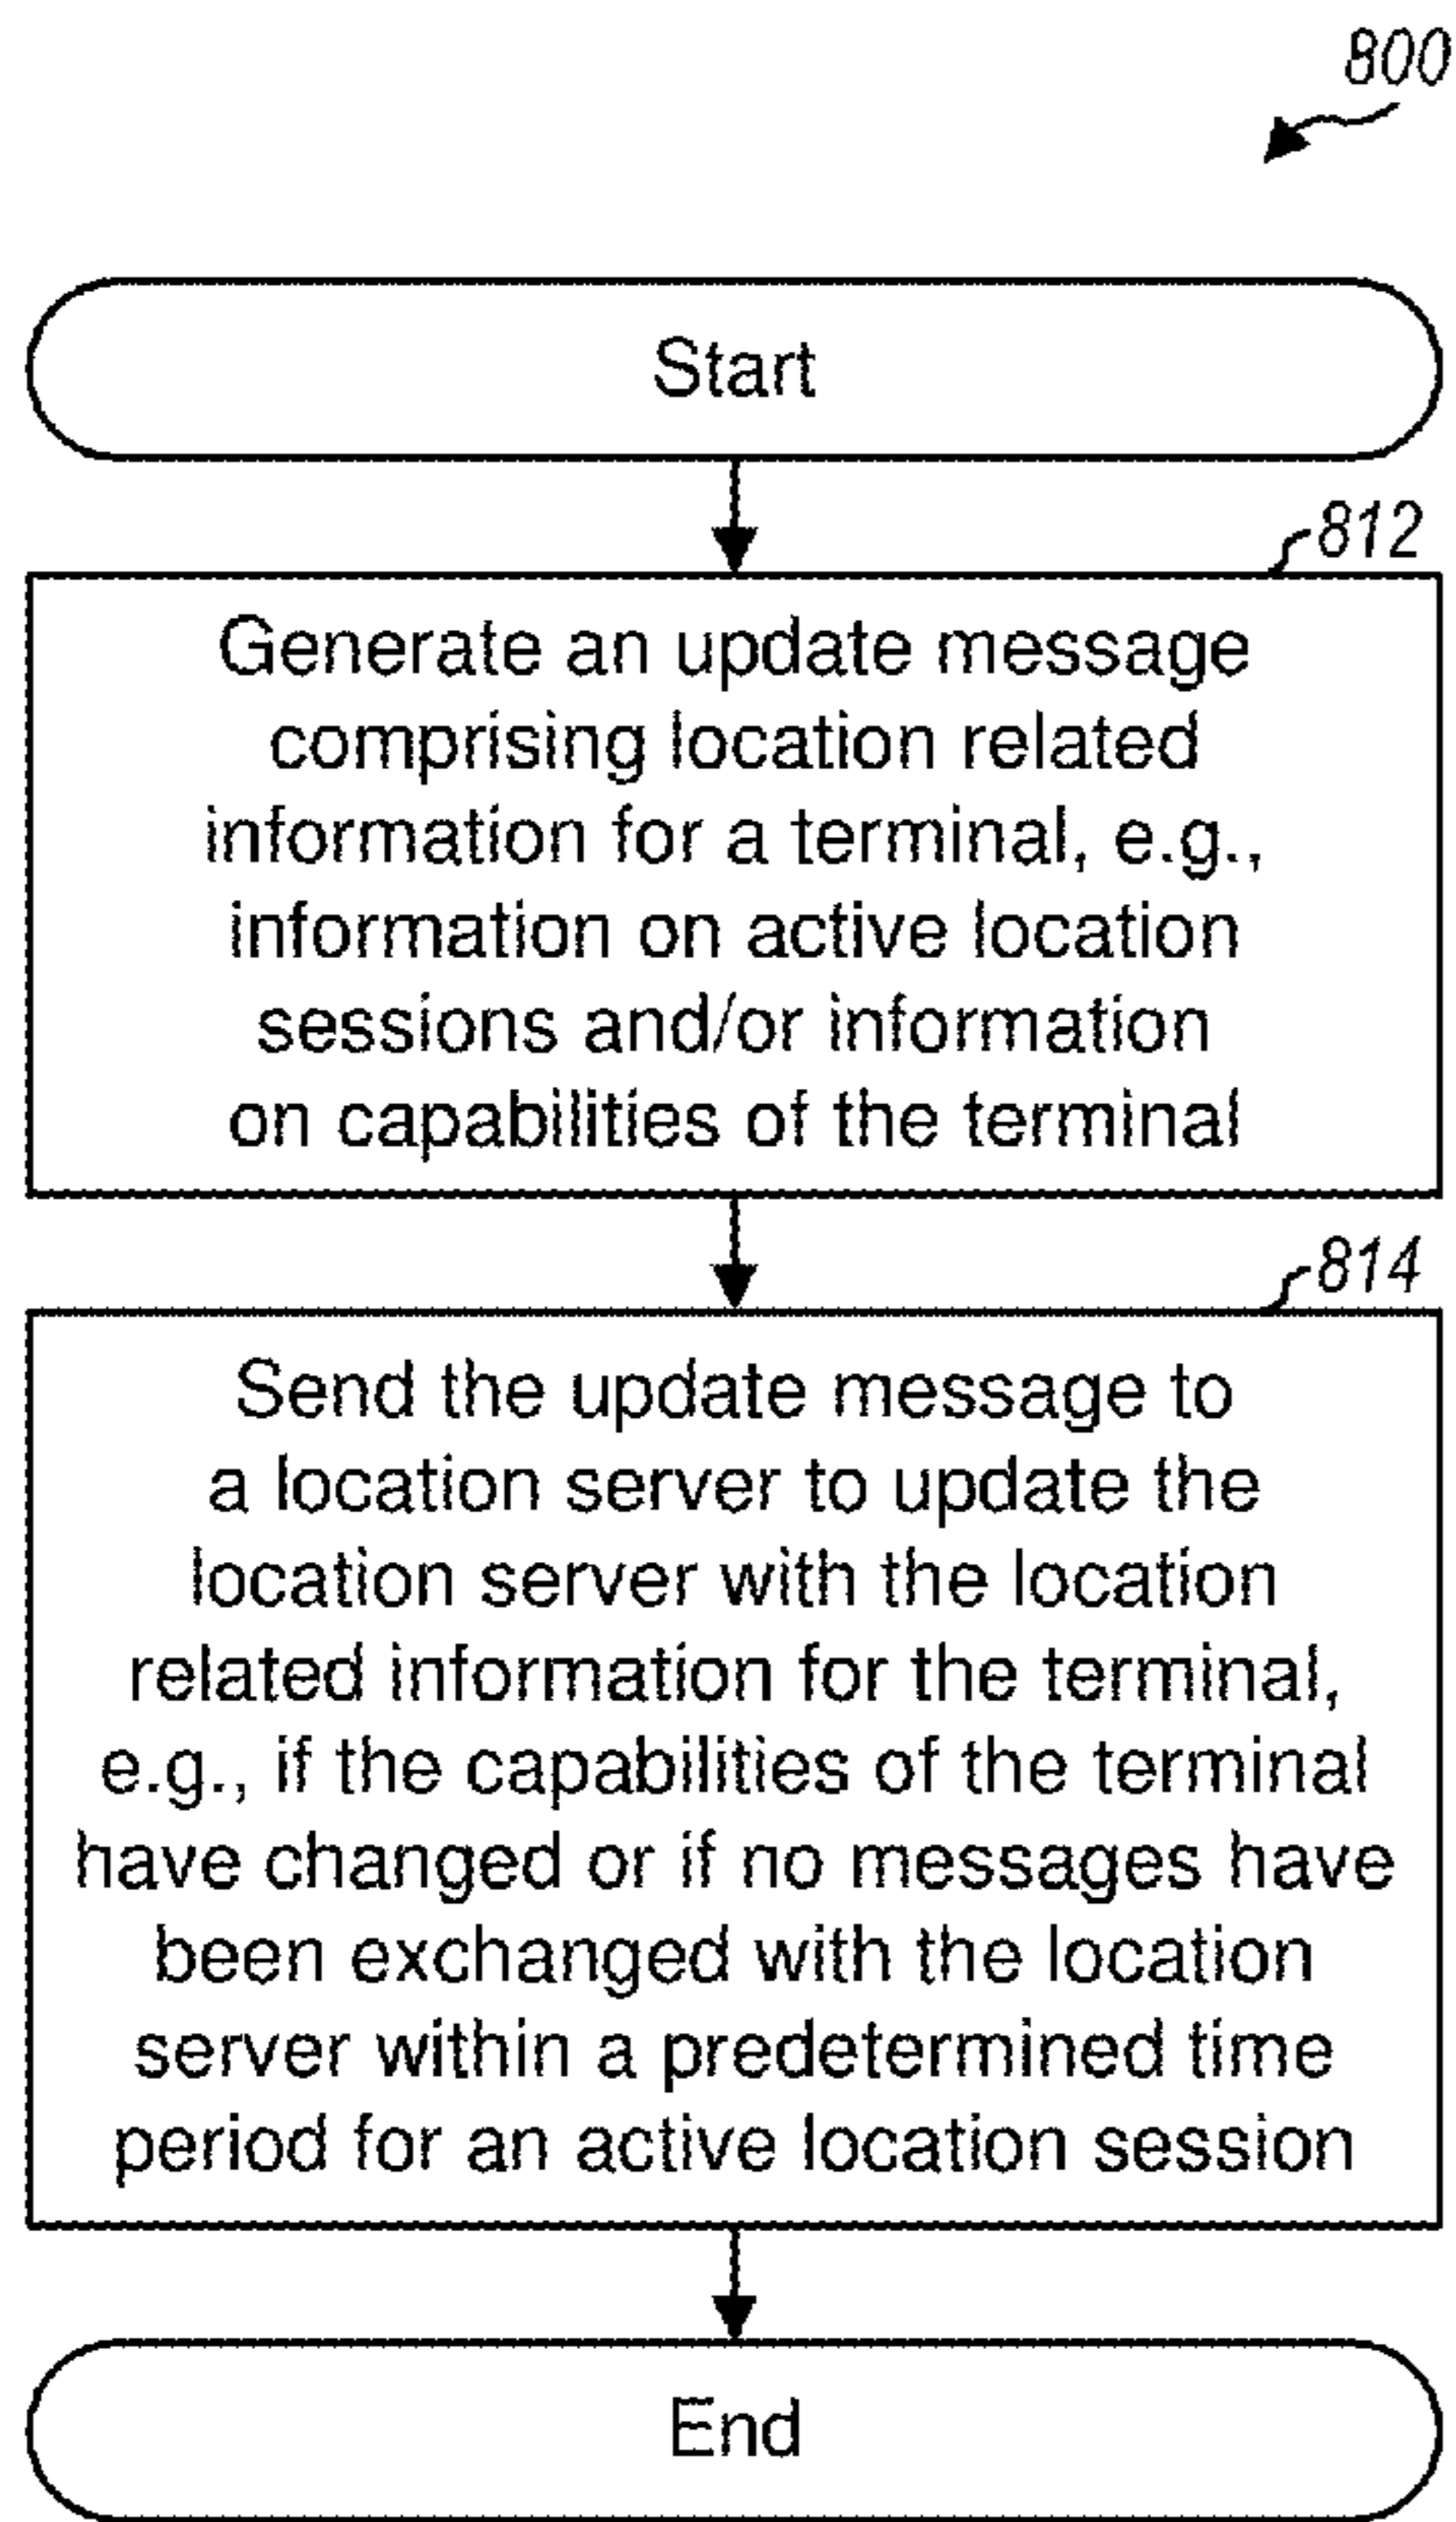 800
Start
812
Generate an update message
comprising location related
information for a terminal, e.g.,
information on active location
sessions and/or information
on capabilities of the terminal
814
Send the update message to
a location server to update the
location server with the location
related information for the terminal,
e.g., if the capabilities of the terminal
have changed or if no messages have
been exchanged with the location
server within a predetermined time
period for an active location session
End